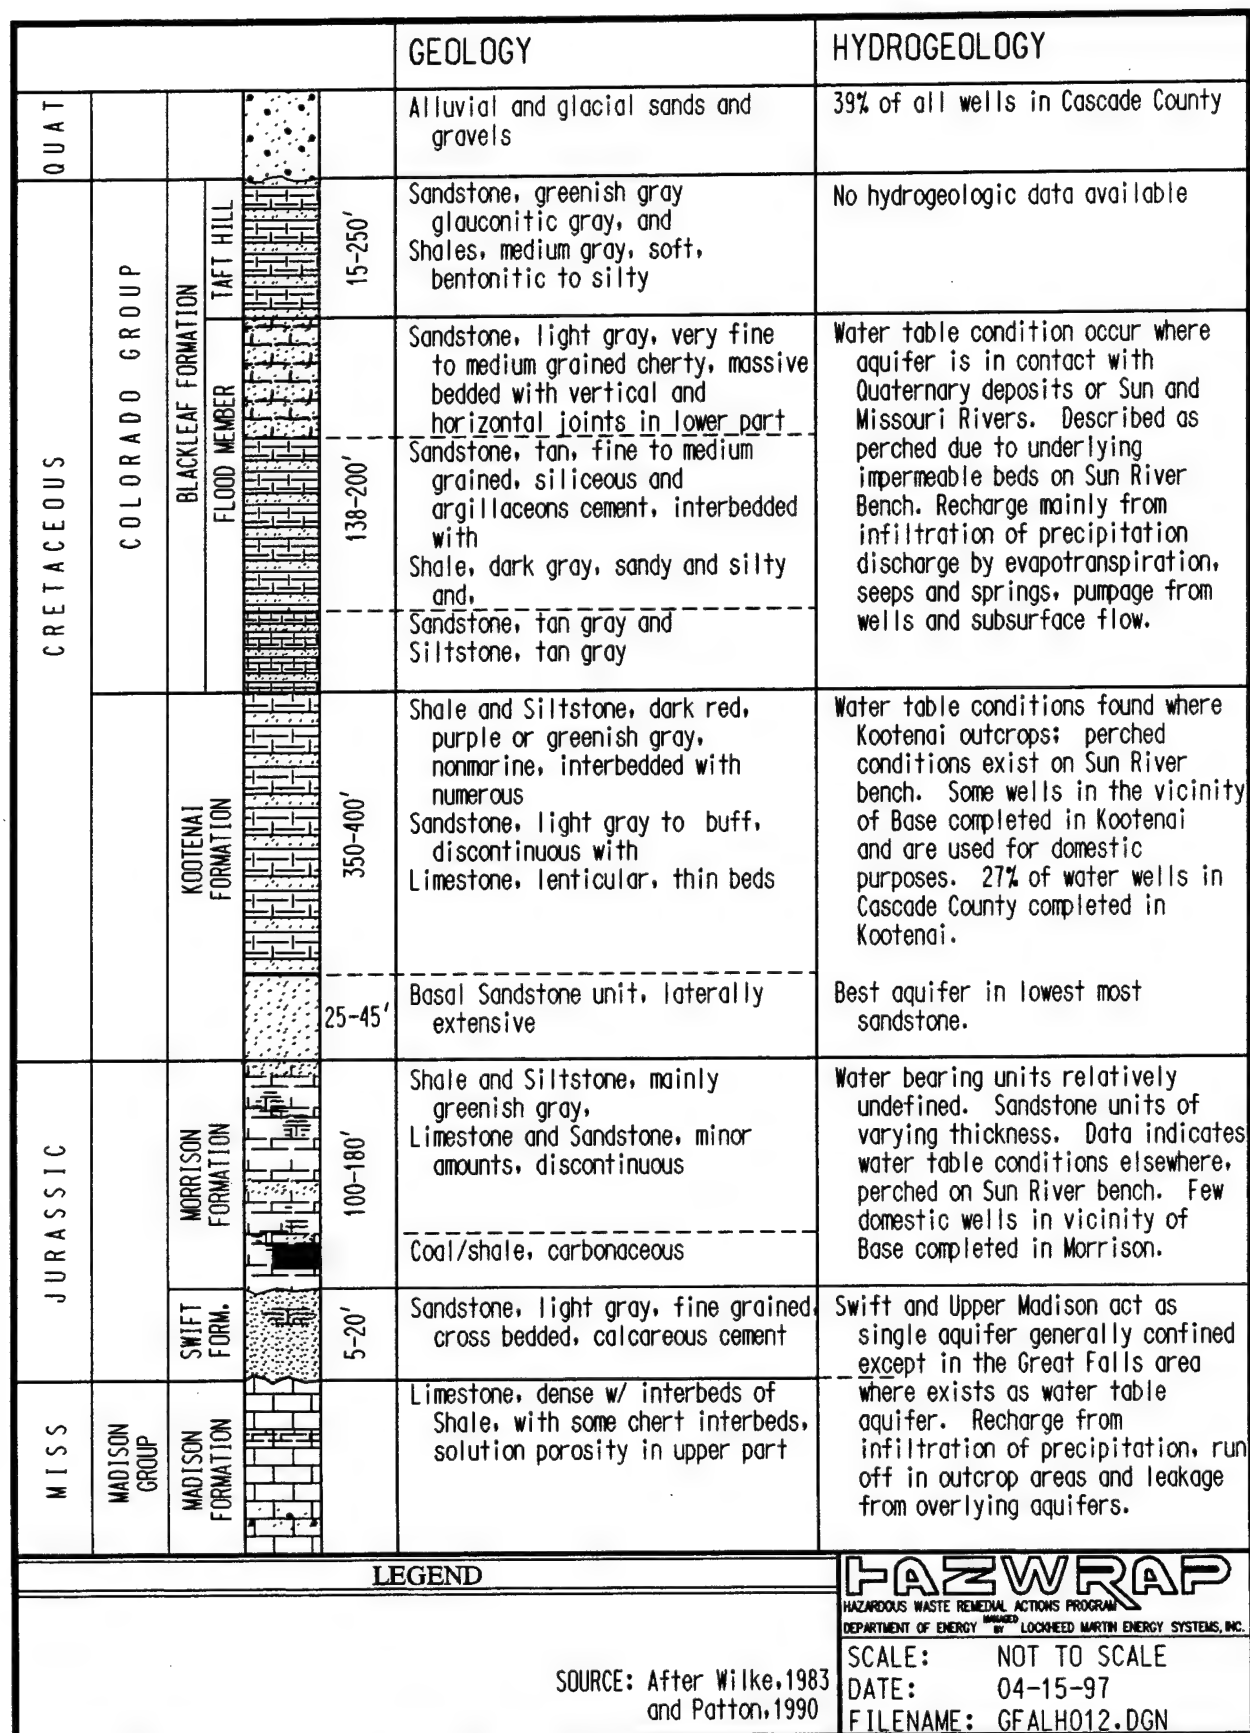 GEOLOGY
HYDROGEOLOGY
QUAT
Alluvial and glacial sands and
gravels
39% of all wells in Cascade County
CRETACEOUS
COLORADO GROUP
BLACKLEAF FORMATION
TAFT HILL
15-250'
Sandstone, greenish gray
glauconitic gray, and
Shales, medium gray, soft,
bentonitic to silty
No hydrogeologic data available
FLOOD MEMBER
138-200'
Sandstone, light gray, very fine
to medium grained cherty, massive
bedded with vertical and
horizontal joints in lower part
Sandstone, tan, fine to medium
grained, siliceous and
argillaceons cement, interbedded
with
Shale, dark gray, sandy and silty
and,
Sandstone, tan gray and
Siltstone, tan gray
Water table condition occur where
aquifer is in contact with
Quaternary deposits or Sun and
Missouri Rivers. Described as
perched due to underlying
impermeable beds on Sun River
Bench. Recharge mainly from
infiltration of precipitation
discharge by evapotranspiration,
seeps and springs, pumpage from
wells and subsurface flow.
KOOTENAI
FORMATION
350-400'
Shale and Siltstone, dark red,
purple or greenish gray,
nonmarine, interbedded with
numerous
Sandstone, light gray to buff,
discontinuous with
Limestone, lenticular, thin beds
Water table conditions found where
Kootenai outcrops; perched
conditions exist on Sun River
bench. Some wells in the vicinity
of Base completed in Kootenai
and are used for domestic
purposes. 27% of water wells in
Cascade County completed in
Kootenai.
25-45'
Basal Sandstone unit, laterally
extensive
Best aquifer in lowest most
sandstone.
JURASSIC
MORRISON
FORMATION
100-180'
Shale and Siltstone, mainly
greenish gray,
Limestone and Sandstone, minor
amounts, discontinuous
Coal/shale, carbonaceous
Water bearing units relatively
undefined. Sandstone units of
varying thickness. Data indicates
water table conditions elsewhere,
perched on Sun River bench. Few
domestic wells in vicinity of
Base completed in Morrison.
SWIFT
FORM.
5-20'
Sandstone, light gray, fine grained,
cross bedded, calcareous cement
Swift and Upper Madison act as
single aquifer generally confined
except in the Great Falls area
where exists as water table
aquifer. Recharge from
infiltration of precipitation, run
off in outcrop areas and leakage
from overlying aquifers.
MISS
MADISON
GROUP
MADISON
FORMATION
Limestone, dense w/ interbeds of
Shale, with some chert interbeds,
solution porosity in upper part
LEGEND
SOURCE: After Wilke,1983
and Patton,1990
HAZWRAP
HAZARDOUS WASTE REMEDIAL ACTIONS PROGRAM
DEPARTMENT OF ENERGY MANAGED BY LOCKHEED MARTIN ENERGY SYSTEMS, INC.
SCALE: NOT TO SCALE
DATE: 04-15-97
FILENAME: GFALH012.DGN